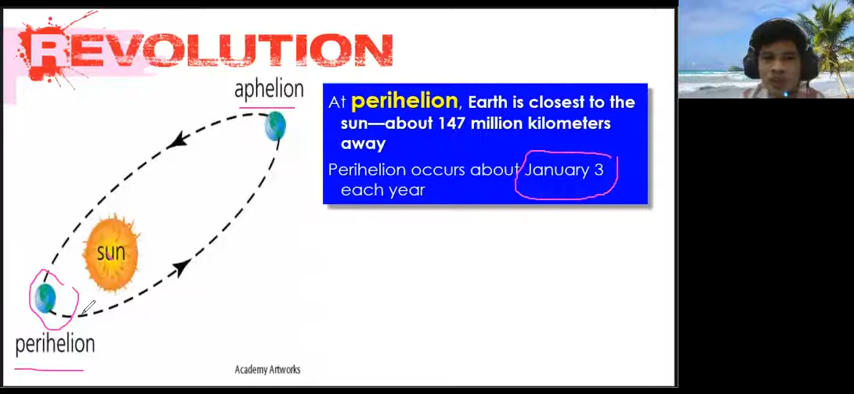 REVOLUTION
aphelion
At perihelion, Earth is closest to the
sun—about 147 million kilometers
away
Perihelion occurs about January 3
each year
sun
perihelion
Academy Artworks